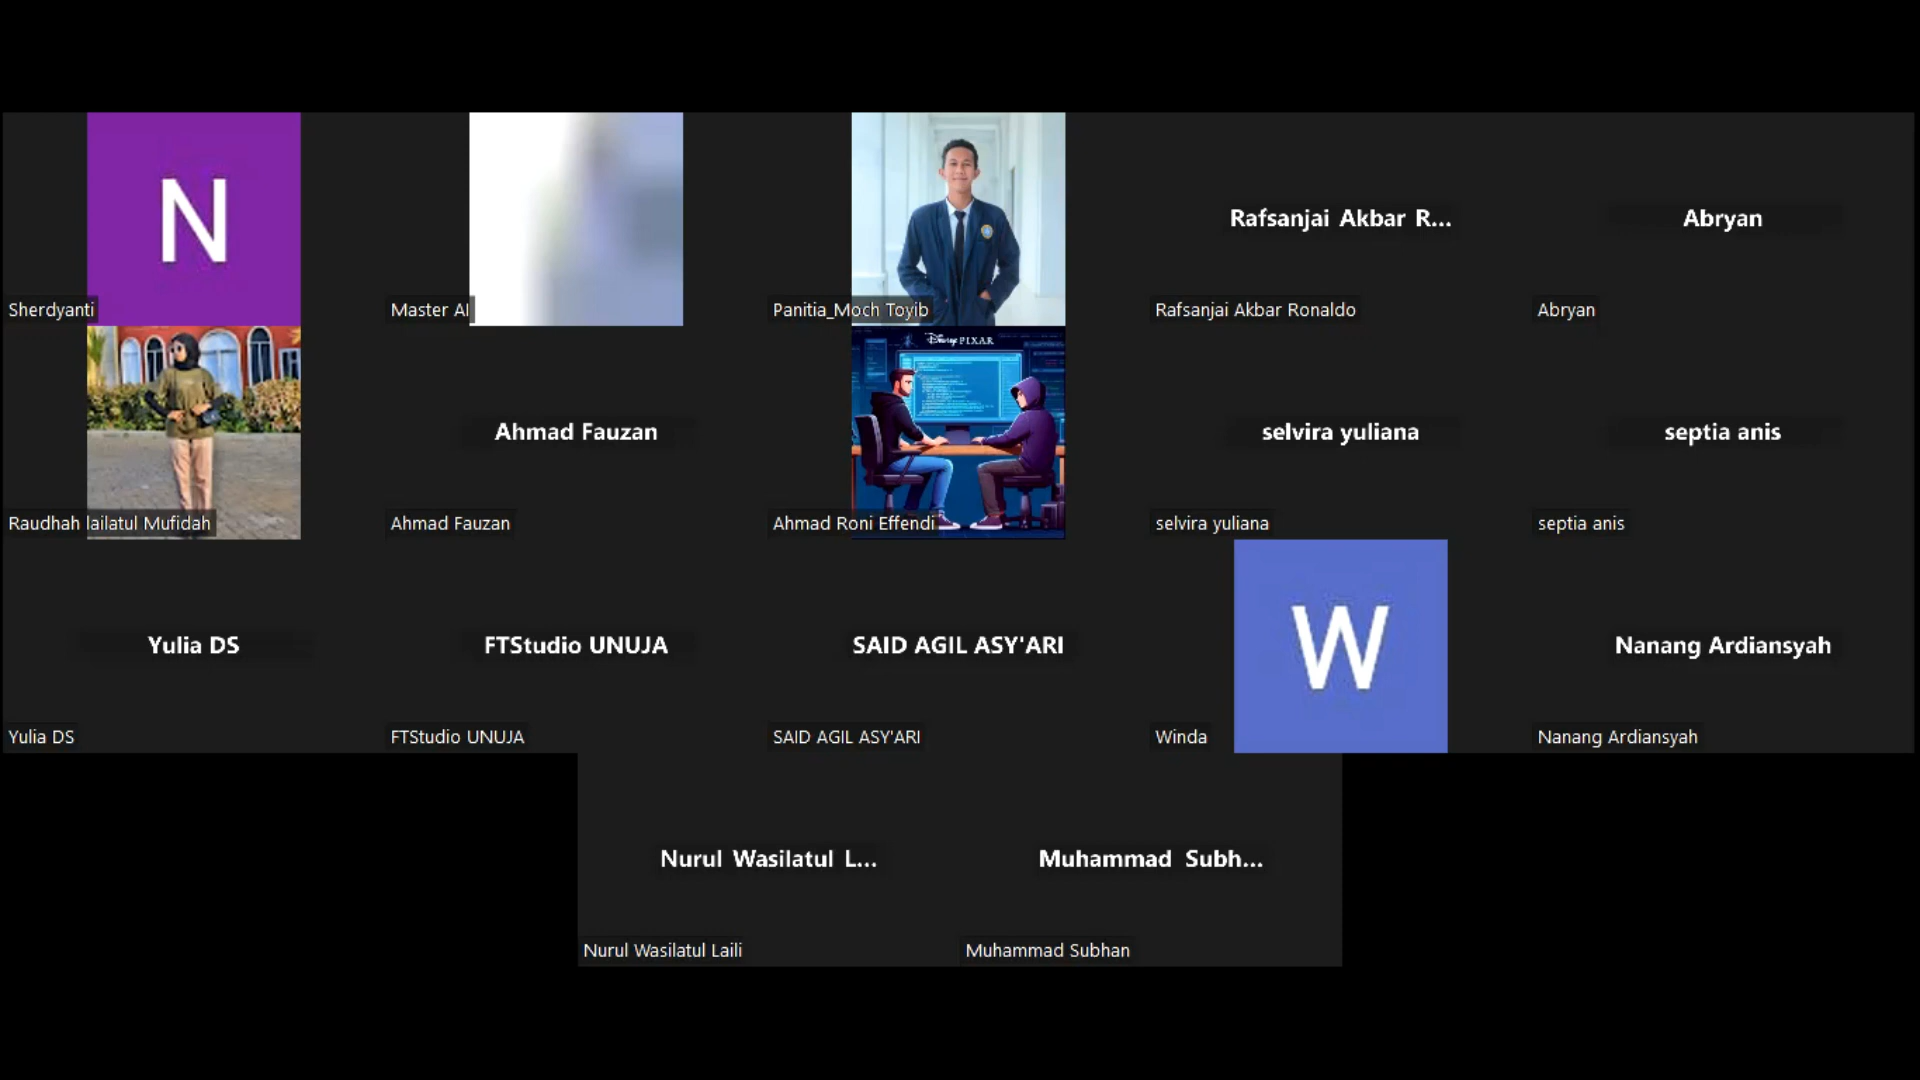 N
Sherdyanti
Master AI
Panitia_Moch Toyib
Rafsanjai Akbar R...
Rafsanjai Akbar Ronaldo
Abryan
Abryan
Raudhah lailatul Mufidah
Ahmad Fauzan
Ahmad Fauzan
Disney PIXAR
Ahmad Roni Effendi
selvira yuliana
selvira yuliana
septia anis
septia anis
Yulia DS
Yulia DS
FTStudio UNUJA
FTStudio UNUJA
SAID AGIL ASY'ARI
SAID AGIL ASY'ARI
W
Winda
Nanang Ardiansyah
Nanang Ardiansyah
Nurul Wasilatul L...
Nurul Wasilatul Laili
Muhammad Subh...
Muhammad Subhan